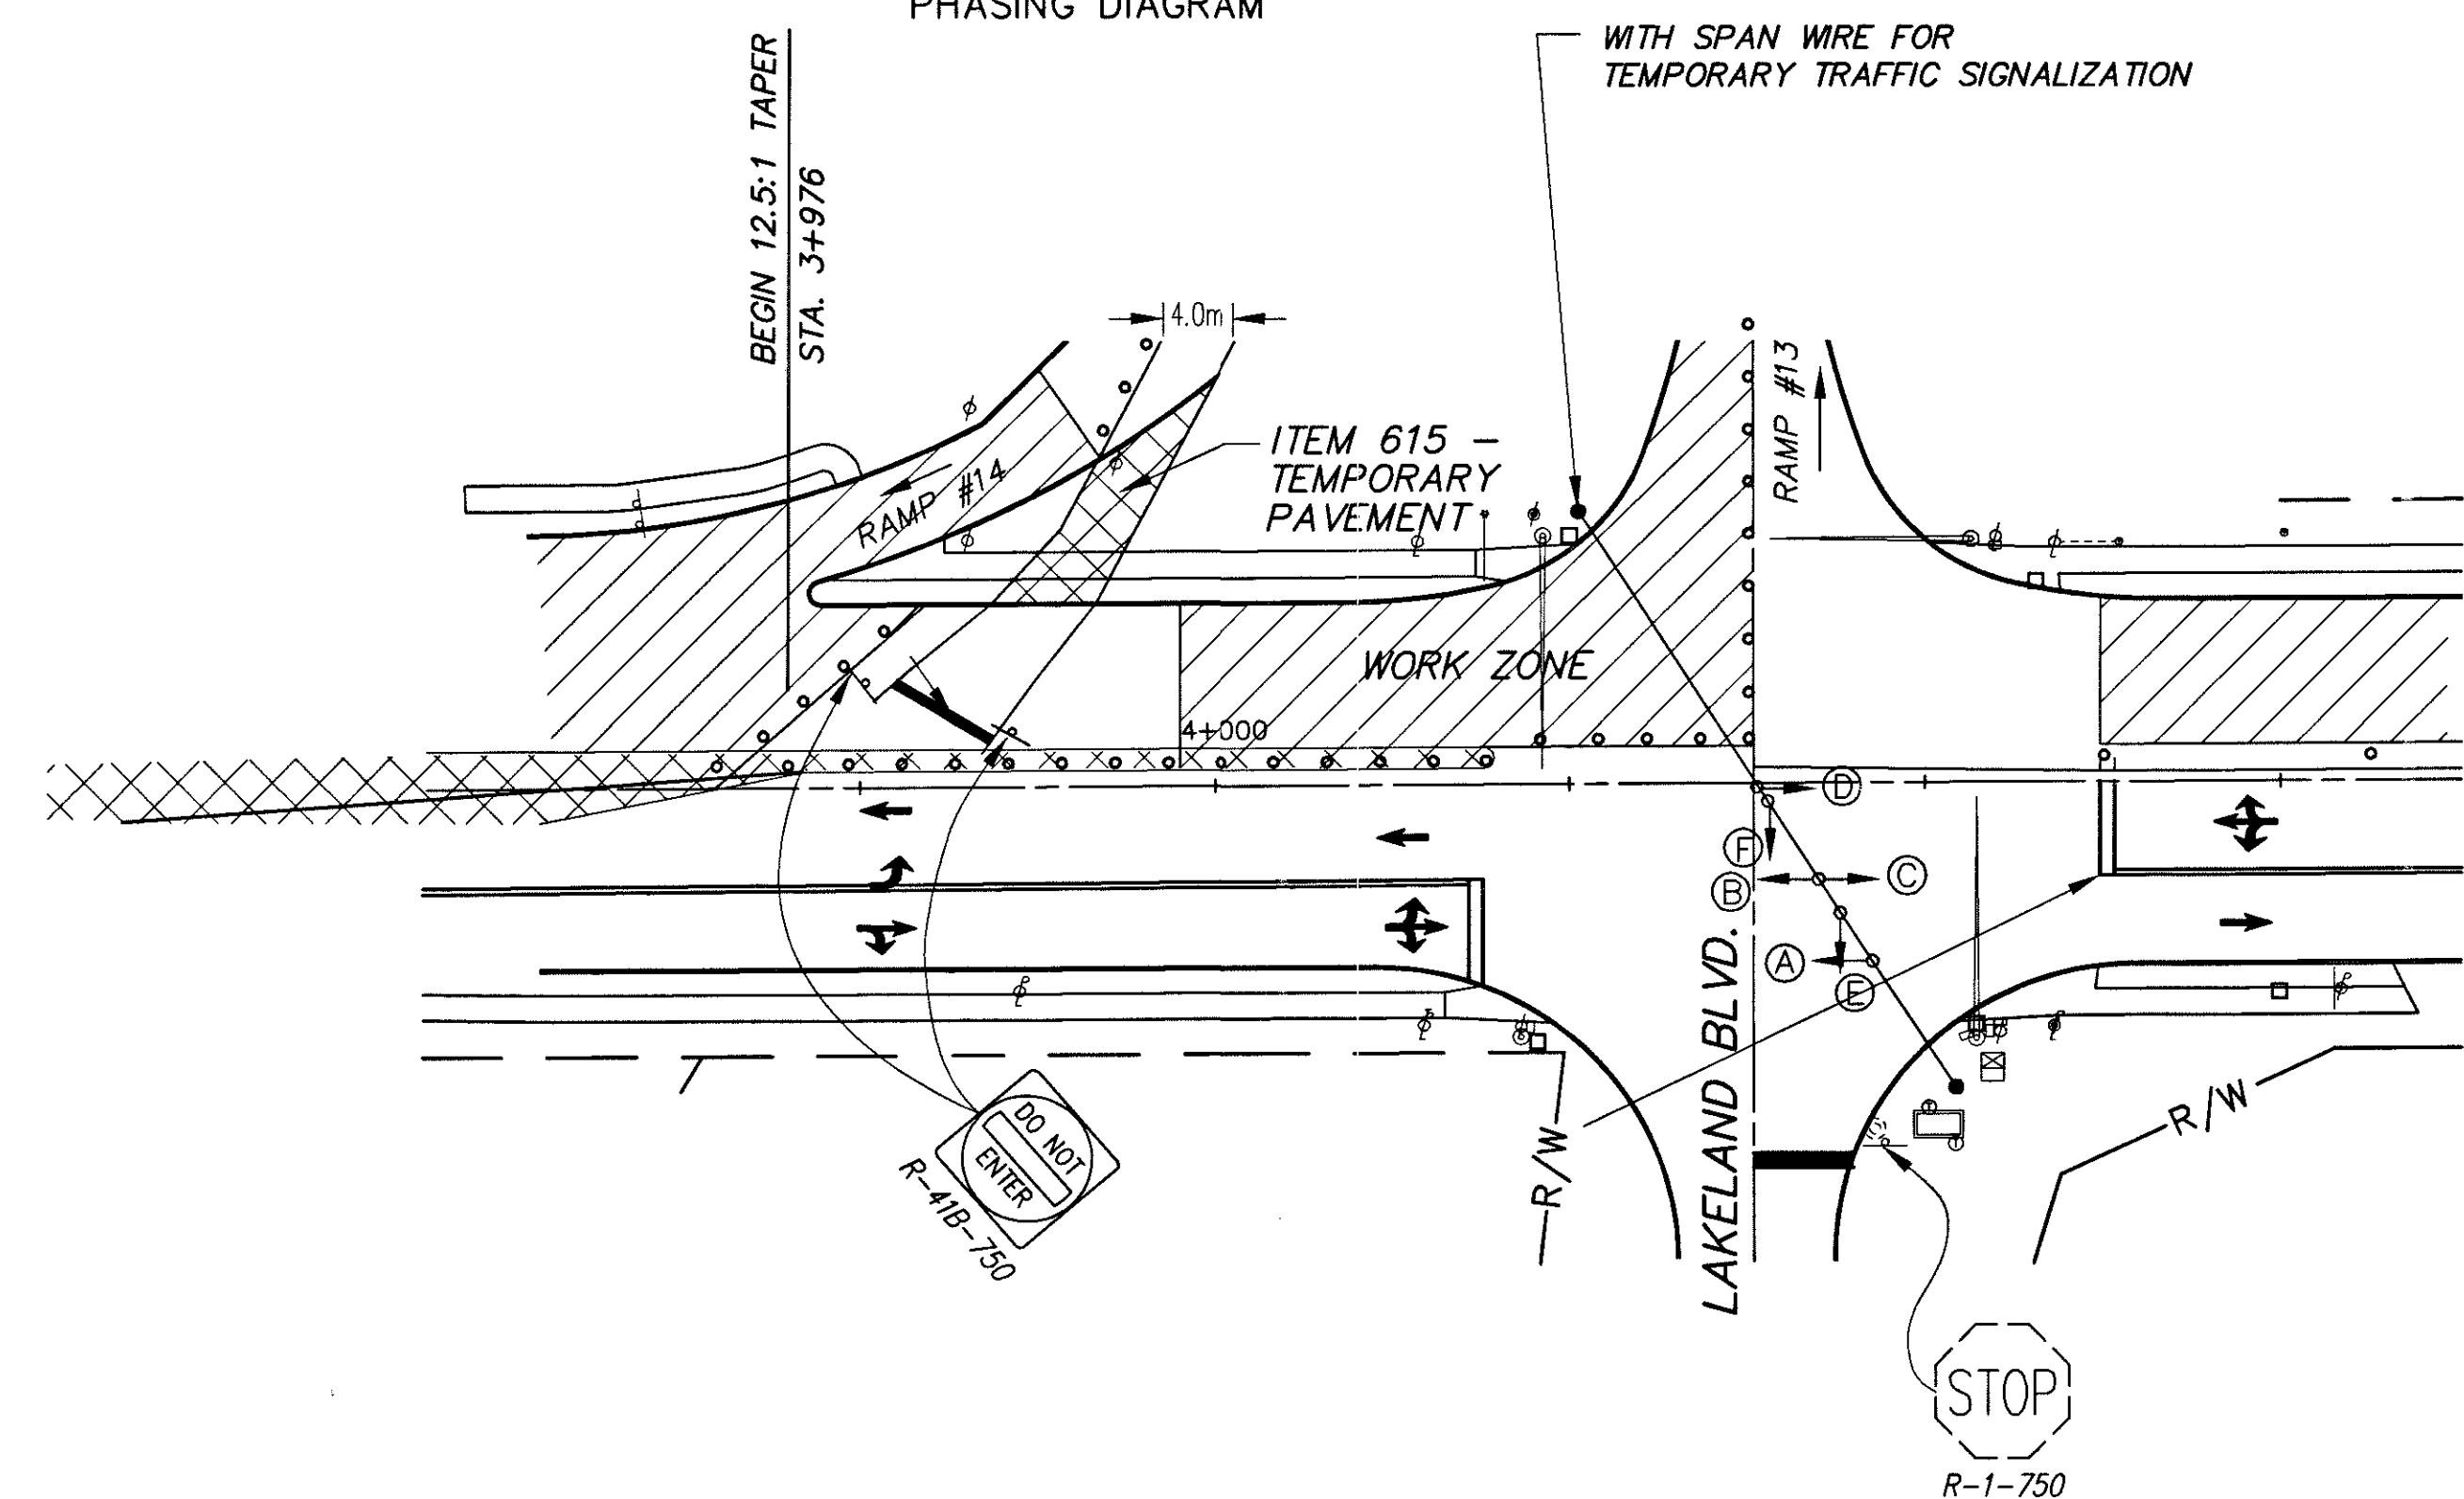 PHASING DIAGRAM
WITH SPAN WIRE FOR
TEMPORARY TRAFFIC SIGNALIZATION
BEGIN 12.5:1 TAPER
STA. 3+976
4.0m
RAMP #13
ITEM 615 -
TEMPORARY
PAVEMENT
RAMP #14
WORK ZONE
4+000
D
F
B
C
A
E
LAKELAND BLVD.
R/W
R/W
DO NOT
ENTER
R-41B-750
STOP
R-1-750